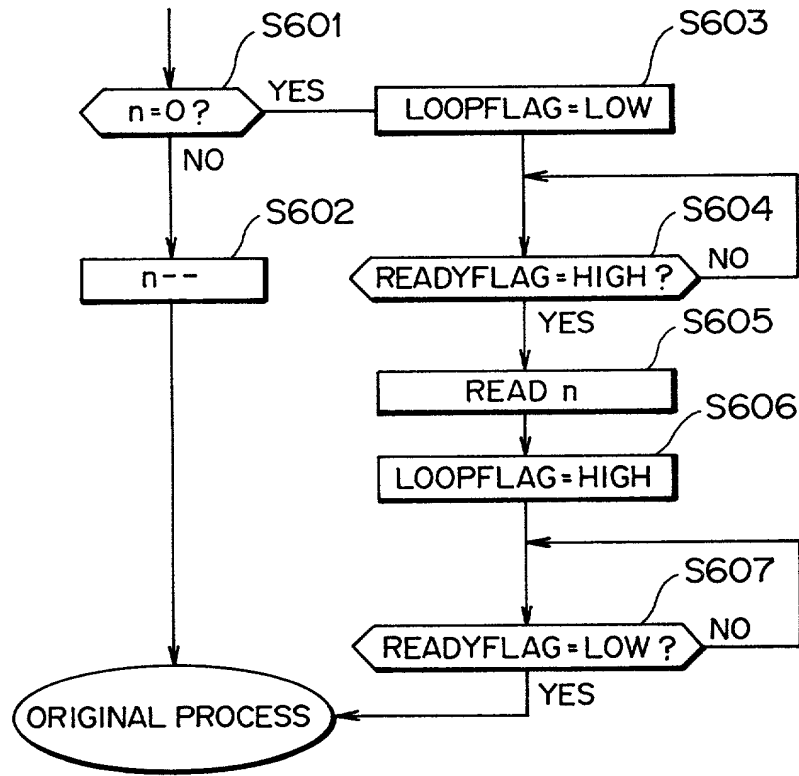 S601
n=0?
YES
NO
S602
n--
S603
LOOPFLAG=LOW
S604
READYFLAG=HIGH?
NO
YES
S605
READ n
S606
LOOPFLAG=HIGH
S607
READYFLAG=LOW?
NO
YES
ORIGINAL PROCESS